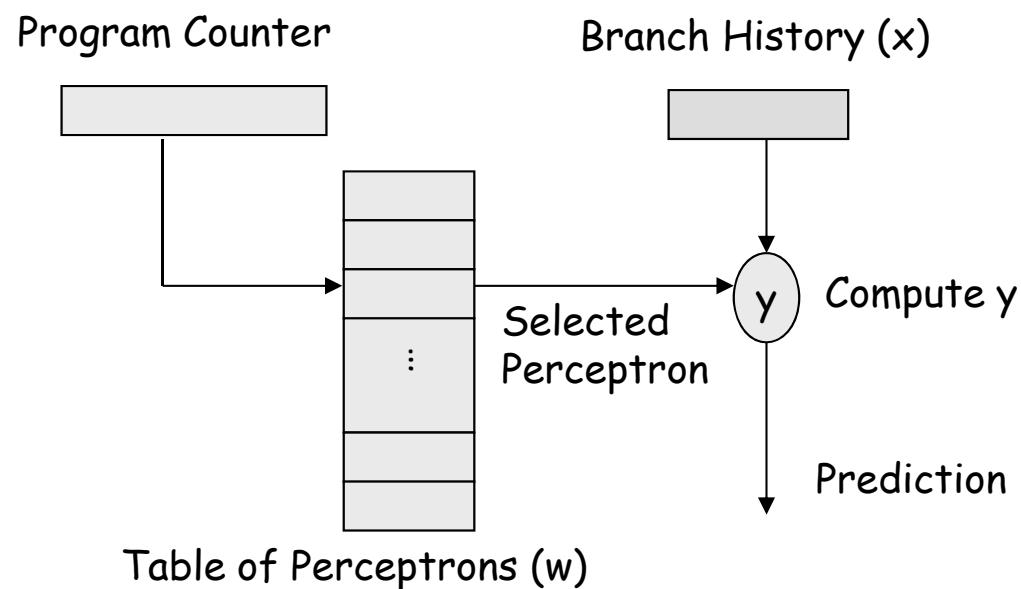 Program Counter
Branch History (x)
y
Compute y
Selected
Perceptron
⋮
Prediction
Table of Perceptrons (w)